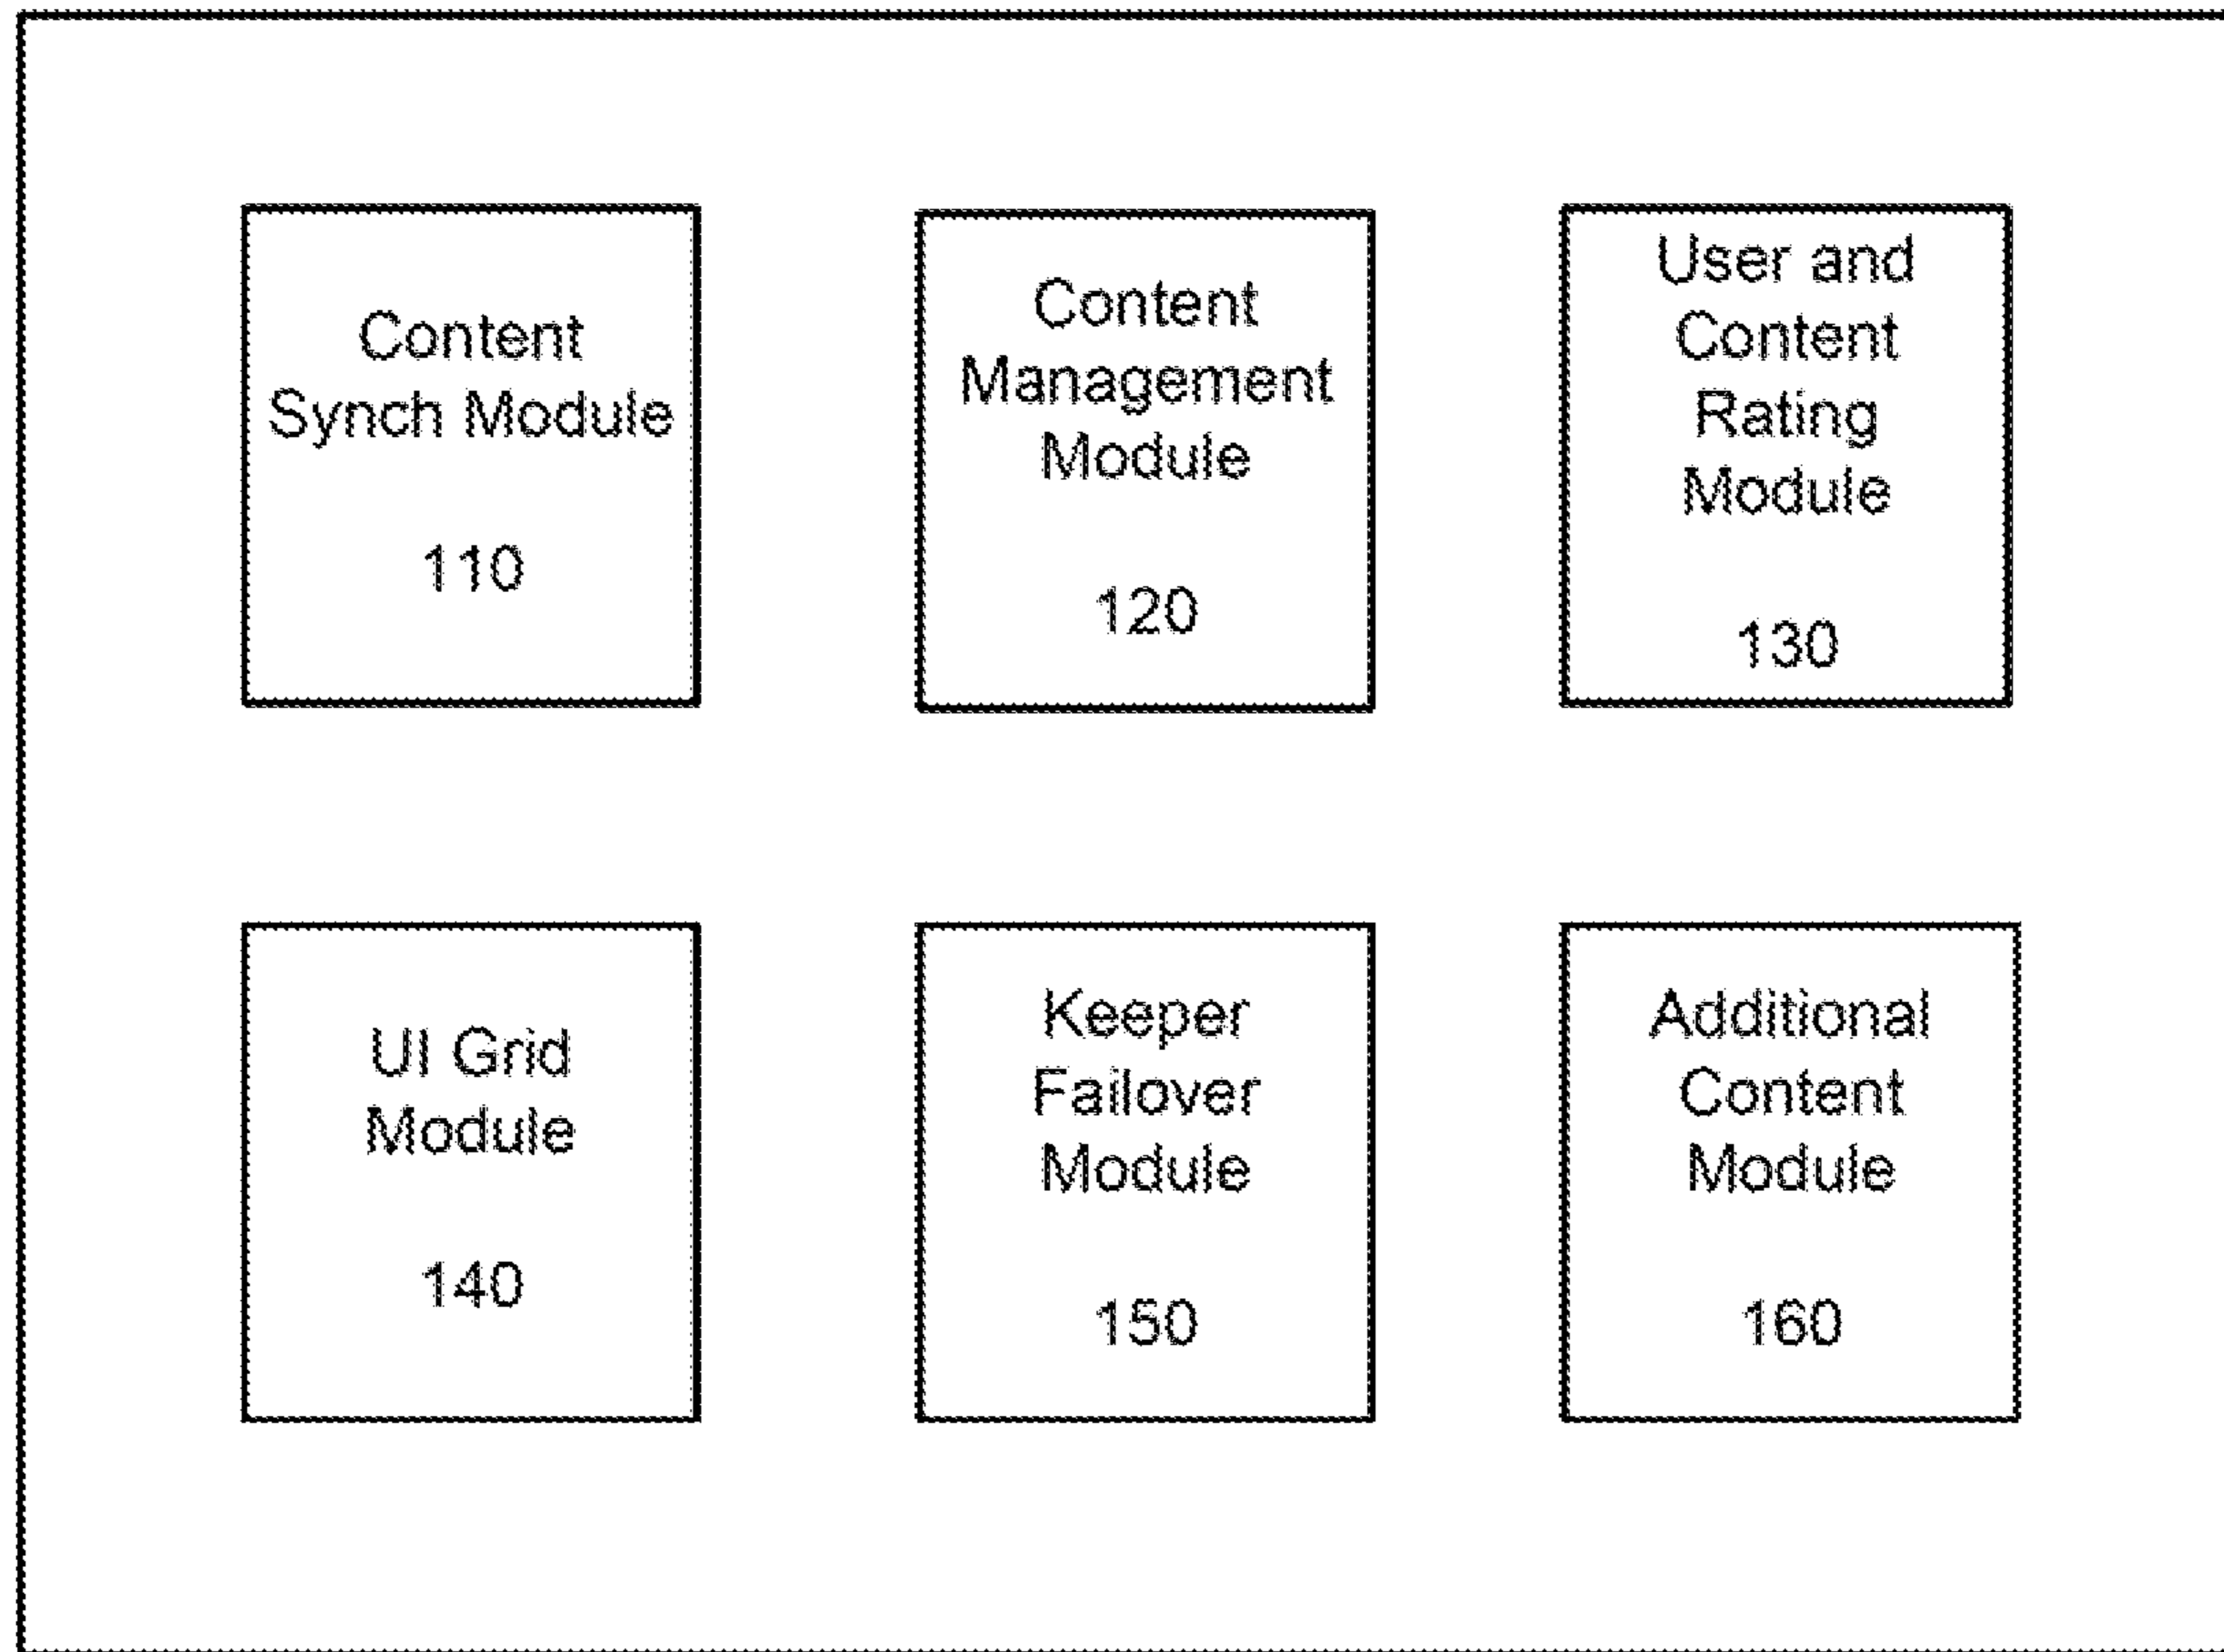 Content
Synch Module
110
Content
Management
Module
120
User and
Content
Rating
Module
130
UI Grid
Module
140
Keeper
Failover
Module
150
Additional
Content
Module
160